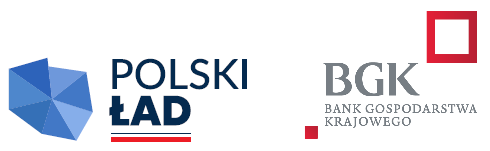 POLSKI
ŁAD
BGK
BANK GOSPODARSTWA
KRAJOWEGO